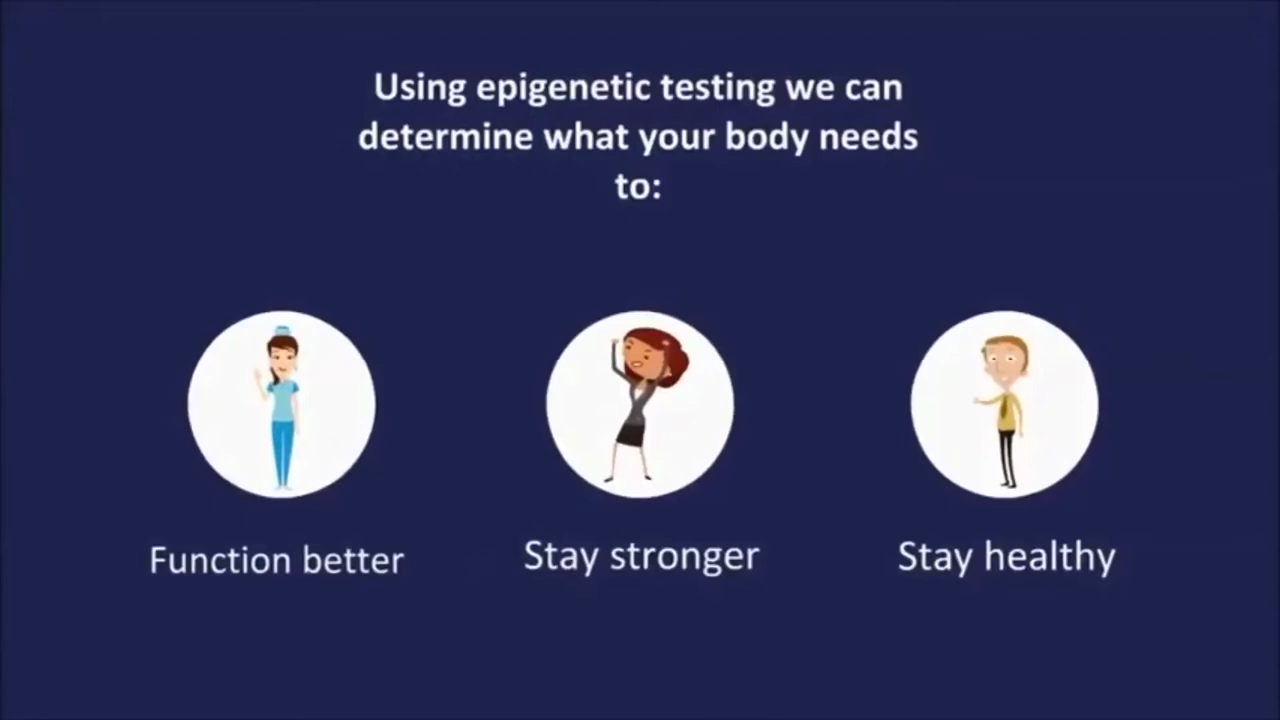 Using epigenetic testing we can
determine what your body needs
to:
Function better
Stay stronger
Stay healthy